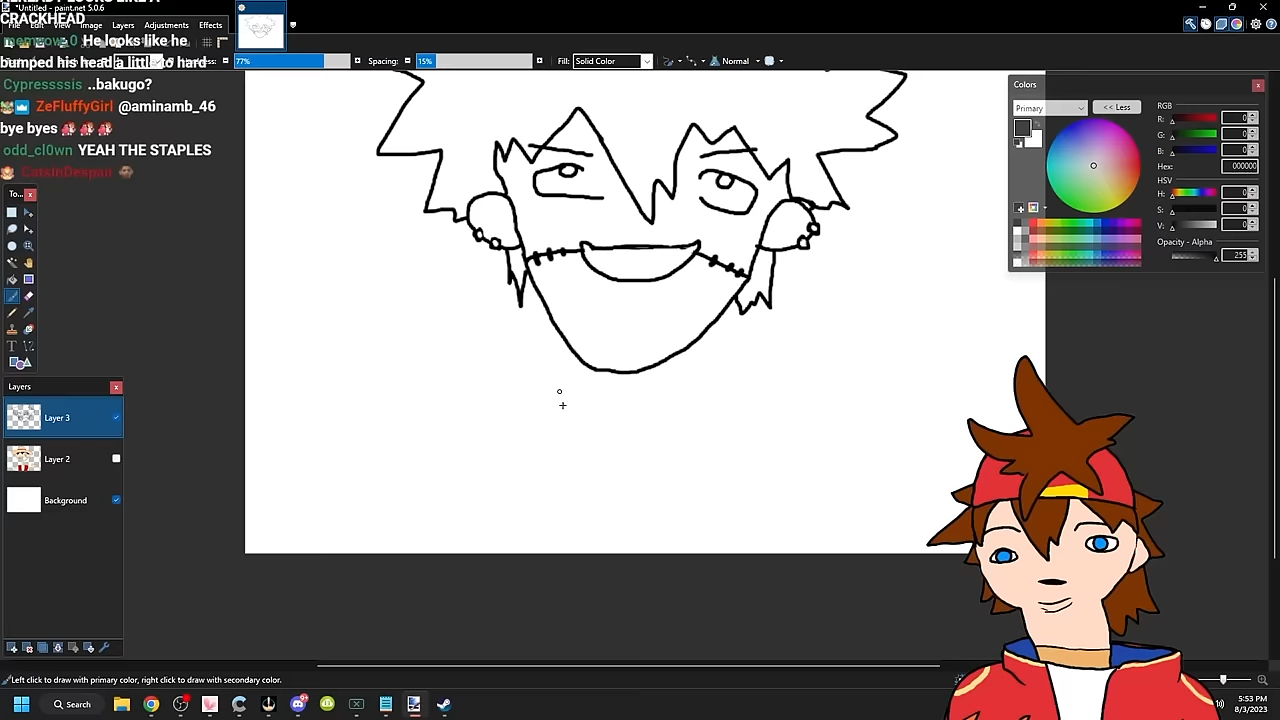 *Untitled - paint.net 5.0.6
CRACKHEAD
File Edit View Image Layers Adjustments Effects
He looks like he
bumped his head a little to hard
77%
Spacing:
15%
Fill:
Solid Color
Normal
Cypresssis ..bakugo?
ZeFluffyGirl @aminamb_46
bye byes
odd_cl0wn YEAH THE STAPLES
CatsInDespair
To...
Layers
Layer 3
Layer 2
Background
Colors
Primary
<< Less
RGB
R:
0
G:
0
B:
0
Hex:
000000
HSV
H:
0
S:
0
V:
0
Opacity - Alpha
255
Left click to draw with primary color, right click to draw with secondary color.
Search
5:53 PM
8/3/2023